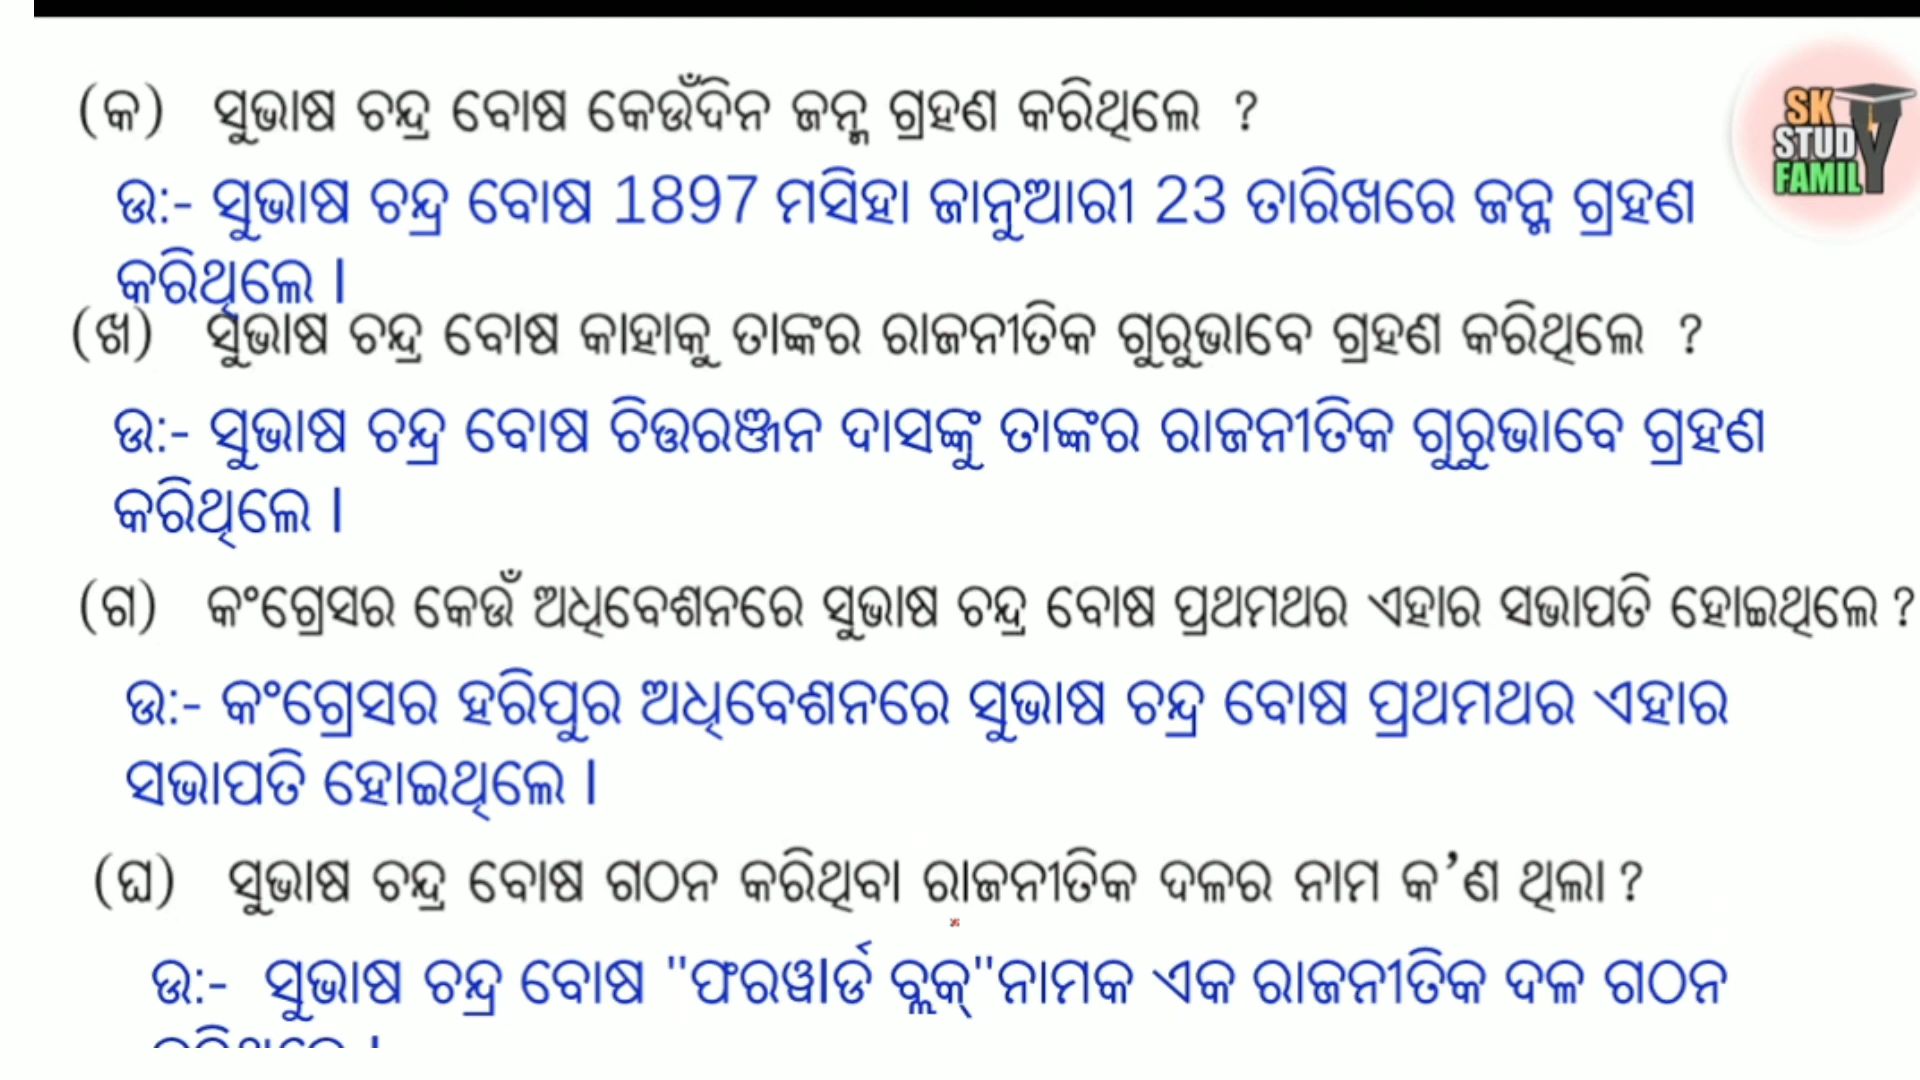 (କ) ସୁଭାଷ ଚନ୍ଦ୍ର ବୋଷ କେଉଁଦିନ ଜନ୍ମ ଗ୍ରହଣ କରିଥିଲେ ?
ଉ:- ସୁଭାଷ ଚନ୍ଦ୍ର ବୋଷ 1897 ମସିହା ଜାନୁଆରୀ 23 ତାରିଖରେ ଜନ୍ମ ଗ୍ରହଣ
କରିଥିଲେ ।
(ଖ) ସୁଭାଷ ଚନ୍ଦ୍ର ବୋଷ କାହାକୁ ତାଙ୍କର ରାଜନୀତିକ ଗୁରୁଭାବେ ଗ୍ରହଣ କରିଥିଲେ ?
ଉ:- ସୁଭାଷ ଚନ୍ଦ୍ର ବୋଷ ଚିତ୍ତରଞ୍ଜନ ଦାସଙ୍କୁ ତାଙ୍କର ରାଜନୀତିକ ଗୁରୁଭାବେ ଗ୍ରହଣ
କରିଥିଲେ ।
(ଗ) କଂଗ୍ରେସର କେଉଁ ଅଧିବେଶନରେ ସୁଭାଷ ଚନ୍ଦ୍ର ବୋଷ ପ୍ରଥମଥର ଏହାର ସଭାପତି ହୋଇଥିଲେ ?
ଉ:- କଂଗ୍ରେସର ହରିପୁର ଅଧିବେଶନରେ ସୁଭାଷ ଚନ୍ଦ୍ର ବୋଷ ପ୍ରଥମଥର ଏହାର
ସଭାପତି ହୋଇଥିଲେ ।
(ଘ) ସୁଭାଷ ଚନ୍ଦ୍ର ବୋଷ ଗଠନ କରିଥିବା ରାଜନୀତିକ ଦଳର ନାମ କ'ଣ ଥିଲା ?
ଉ:- ସୁଭାଷ ଚନ୍ଦ୍ର ବୋଷ "ଫରୱାର୍ଡ ବ୍ଲକ୍"ନାମକ ଏକ ରାଜନୀତିକ ଦଳ ଗଠନ
SK
STUDY
FAMILY